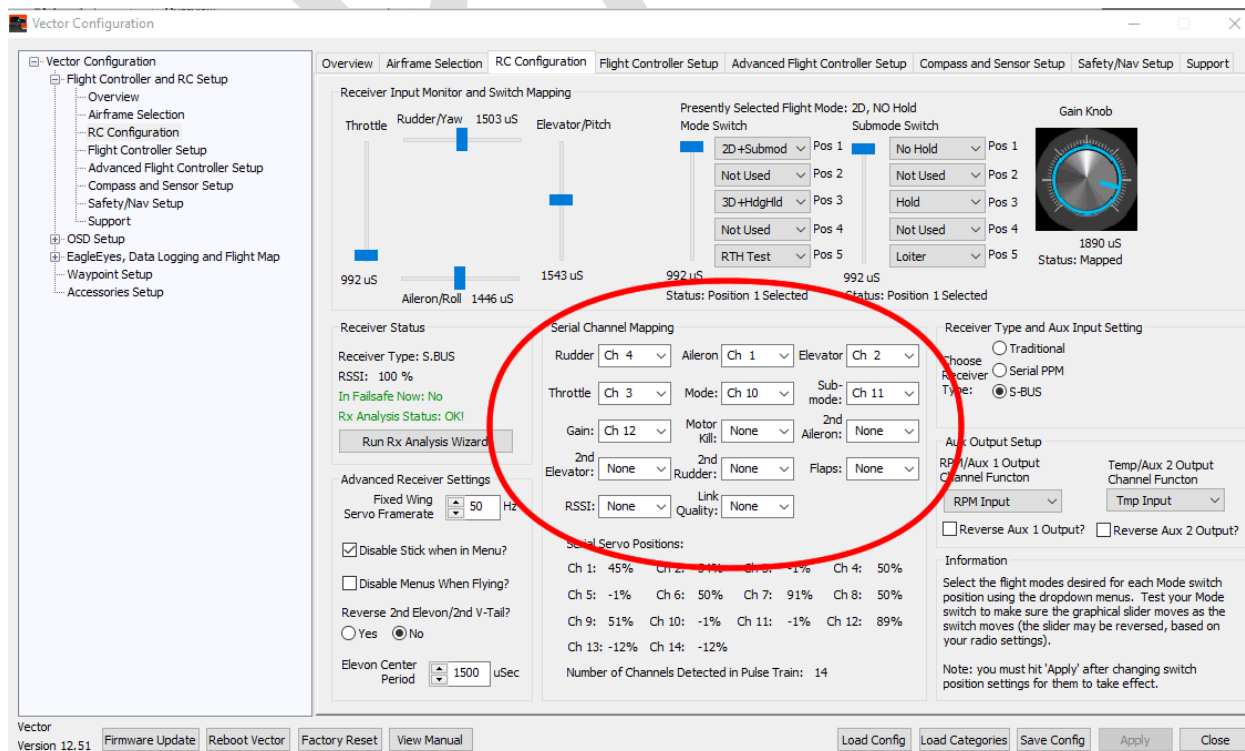 Vector Configuration
Vector Configuration
Flight Controller and RC Setup
Overview
Airframe Selection
RC Configuration
Flight Controller Setup
Advanced Flight Controller Setup
Compass and Sensor Setup
Safety/Nav Setup
Support
OSD Setup
EagleEyes, Data Logging and Flight Map
Waypoint Setup
Accessories Setup
Overview Airframe Selection RC Configuration Flight Controller Setup Advanced Flight Controller Setup Compass and Sensor Setup Safety/Nav Setup Support
Receiver Input Monitor and Switch Mapping
Throttle Rudder/Yaw 1503 uS Elevator/Pitch
992 uS
Aileron/Roll 1446 uS
1543 uS
Presently Selected Flight Mode: 2D, NO Hold
Mode Switch Submode Switch
2D+Submod Pos 1 No Hold Pos 1
Not Used Pos 2 Not Used Pos 2
3D+HdgHld Pos 3 Hold Pos 3
Not Used Pos 4 Not Used Pos 4
RTH Test Pos 5 Loiter Pos 5
992 uS 992 uS
Status: Position 1 Selected Status: Position 1 Selected
Gain Knob
1890 uS
Status: Mapped
Receiver Status
Receiver Type: S.BUS
RSSI: 100 %
In Failsafe Now: No
Rx Analysis Status: OK!
Run Rx Analysis Wizard
Advanced Receiver Settings
Fixed Wing
Servo Framerate 50 Hz
Disable Stick when in Menu?
Disable Menus When Flying?
Reverse 2nd Elevon/2nd V-Tail?
Yes No
Elevon Center
Period 1500 uSec
Serial Channel Mapping
Rudder Ch 4 Aileron Ch 1 Elevator Ch 2
Throttle Ch 3 Mode: Ch 10 Sub-mode: Ch 11
Gain: Ch 12 Motor Kill: None 2nd Aileron: None
2nd Elevator: None 2nd Rudder: None Flaps: None
RSSI: None Link Quality: None
Serial Servo Positions:
Ch 1: 45% Ch 2: 54% Ch 3: -1% Ch 4: 50%
Ch 5: -1% Ch 6: 50% Ch 7: 91% Ch 8: 50%
Ch 9: 51% Ch 10: -1% Ch 11: -1% Ch 12: 89%
Ch 13: -12% Ch 14: -12%
Number of Channels Detected in Pulse Train: 14
Receiver Type and Aux Input Setting
Choose Receiver Type:
Traditional
Serial PPM
S-BUS
Aux Output Setup
RPM/Aux 1 Output Temp/Aux 2 Output
Channel Functon Channel Functon
RPM Input Tmp Input
Reverse Aux 1 Output? Reverse Aux 2 Output?
Information
Select the flight modes desired for each Mode switch
position using the dropdown menus. Test your Mode
switch to make sure the graphical slider moves as the
switch moves (the slider may be reversed, based on
your radio settings).
Note: you must hit 'Apply' after changing switch
position settings for them to take effect.
Vector
Version 12.51 Firmware Update Reboot Vector Factory Reset View Manual Load Config Load Categories Save Config Apply Close